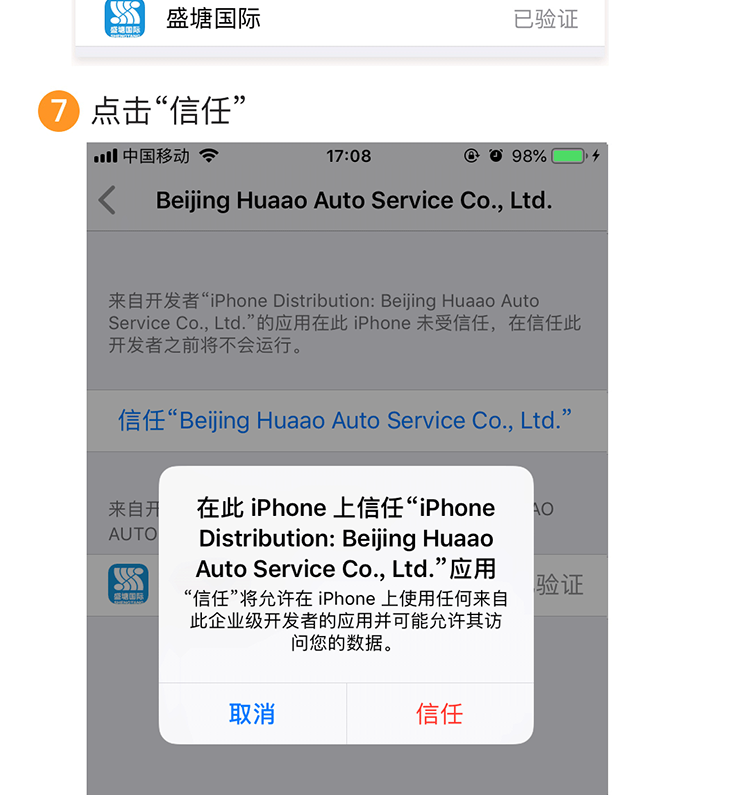 盛塘国际
盛塘国际
已验证
7 点击“信任”
中国移动 17:08 98%
Beijing Huaao Auto Service Co., Ltd.
来自开发者“iPhone Distribution: Beijing Huaao Auto
Service Co., Ltd.”的应用在此 iPhone 未受信任，在信任此
开发者之前将不会运行。
信任“Beijing Huaao Auto Service Co., Ltd.”
来自开
AO
AUTO
在此 iPhone 上信任“iPhone
Distribution: Beijing Huaao
Auto Service Co., Ltd.”应用
“信任”将允许在 iPhone 上使用任何来自
此企业级开发者的应用并可能允许其访
问您的数据。
盛塘国际
验证
取消 信任